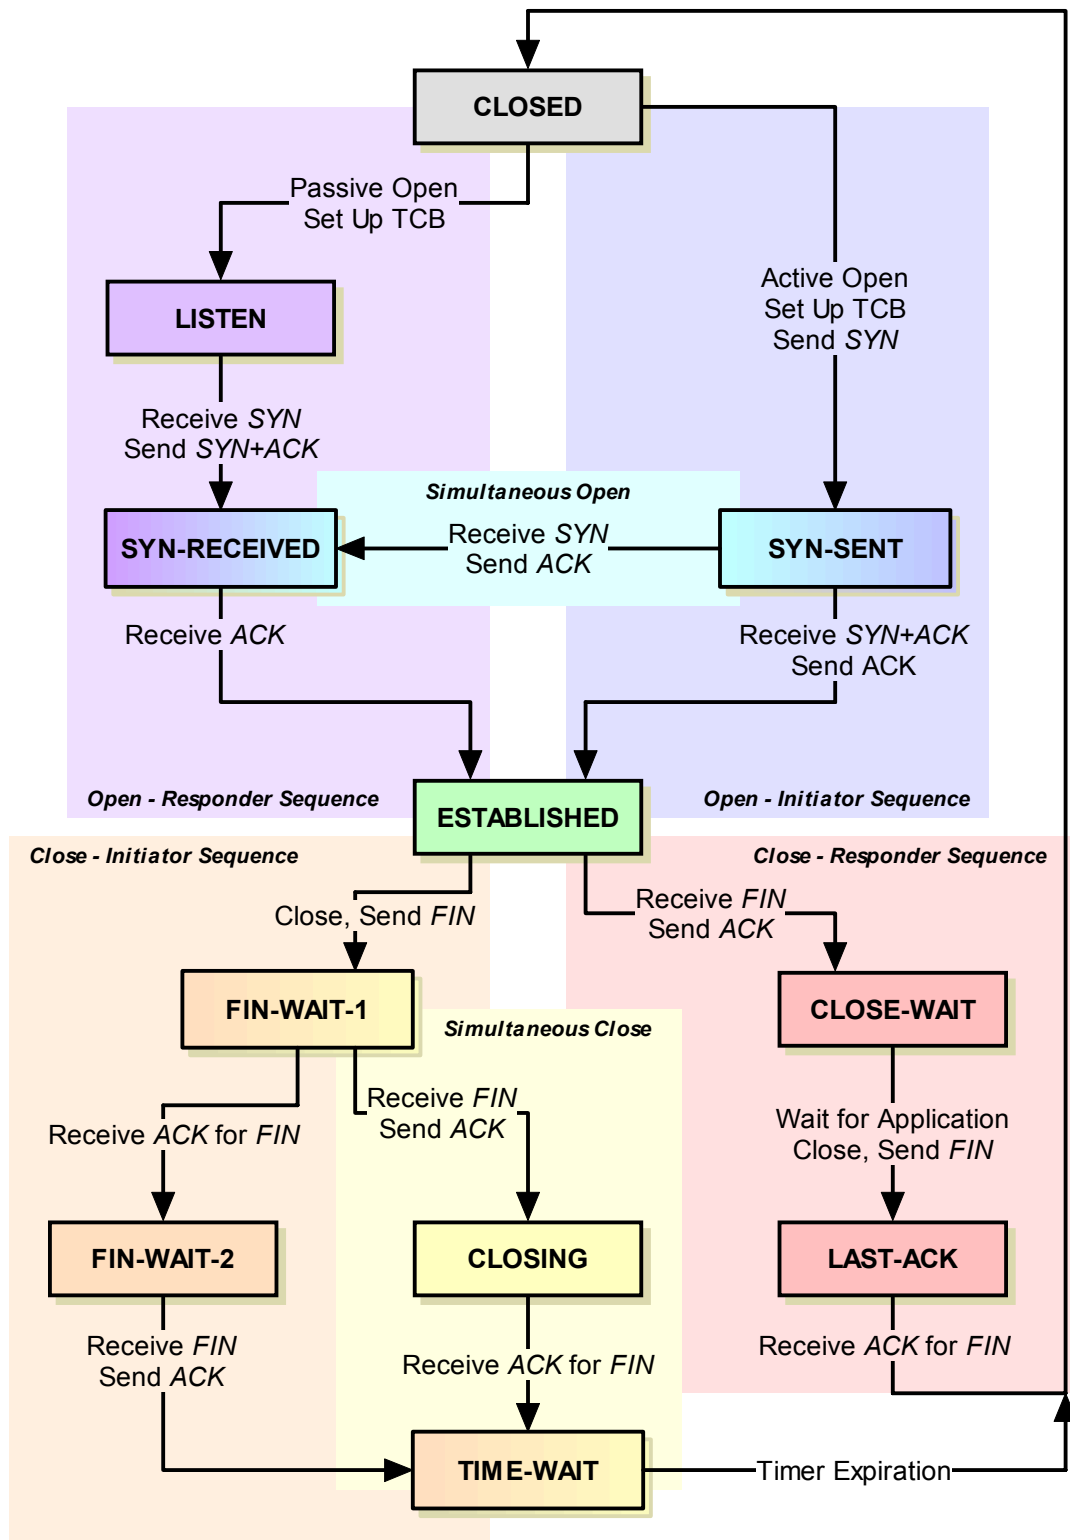 CLOSED
Passive Open
Set Up TCB
Active Open
Set Up TCB
Send SYN
LISTEN
Receive SYN
Send SYN+ACK
Simultaneous Open
SYN-RECEIVED
Receive SYN
Send ACK
SYN-SENT
Receive ACK
Receive SYN+ACK
Send ACK
Open - Responder Sequence
ESTABLISHED
Open - Initiator Sequence
Close - Initiator Sequence
Close - Responder Sequence
Close, Send FIN
Receive FIN
Send ACK
FIN-WAIT-1
Simultaneous Close
CLOSE-WAIT
Receive ACK for FIN
Receive FIN
Send ACK
Wait for Application
Close, Send FIN
FIN-WAIT-2
CLOSING
LAST-ACK
Receive FIN
Send ACK
Receive ACK for FIN
Receive ACK for FIN
TIME-WAIT
Timer Expiration